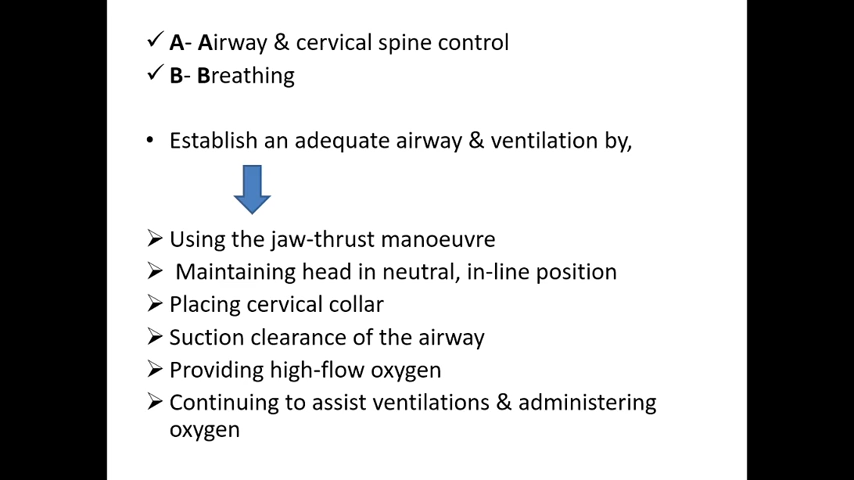 ✓ A- Airway & cervical spine control
✓ B- Breathing
• Establish an adequate airway & ventilation by,
➢ Using the jaw-thrust manoeuvre
➢ Maintaining head in neutral, in-line position
➢ Placing cervical collar
➢ Suction clearance of the airway
➢ Providing high-flow oxygen
➢ Continuing to assist ventilations & administering
oxygen